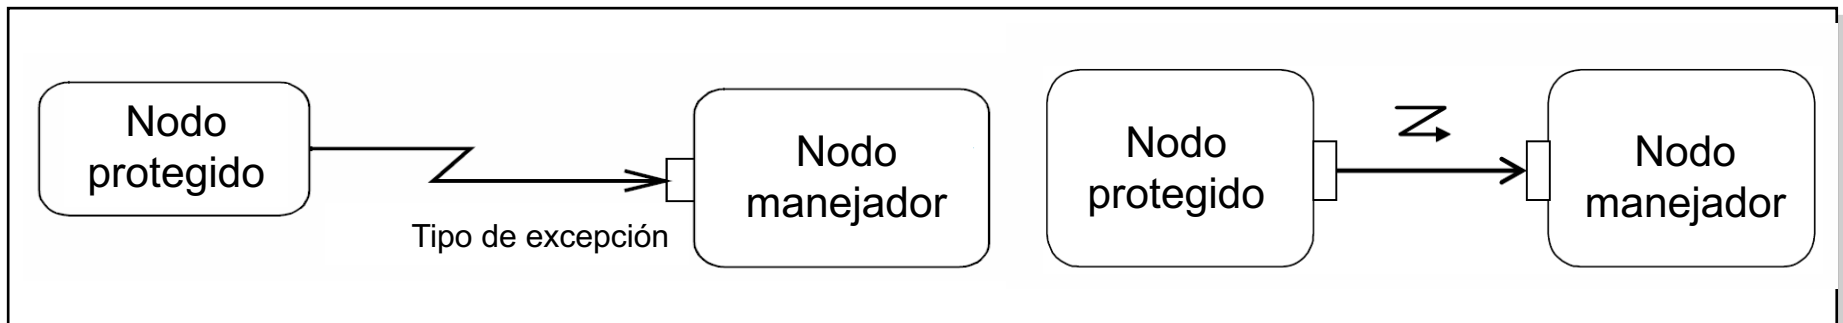 Nodo
protegido
Tipo de excepción
Nodo
manejador
Nodo
protegido
Nodo
manejador